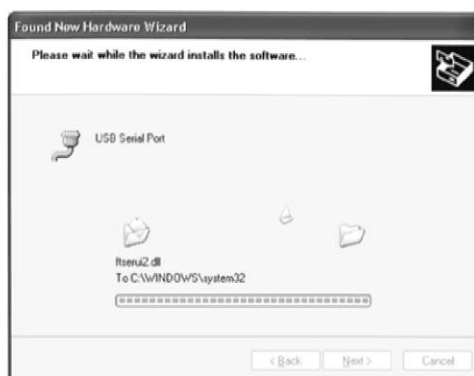 Found New Hardware Wizard
Please wait while the wizard installs the software...
USB Serial Port
ftserui2.dll
To C:\WINDOWS\system32
< Back
Next >
Cancel